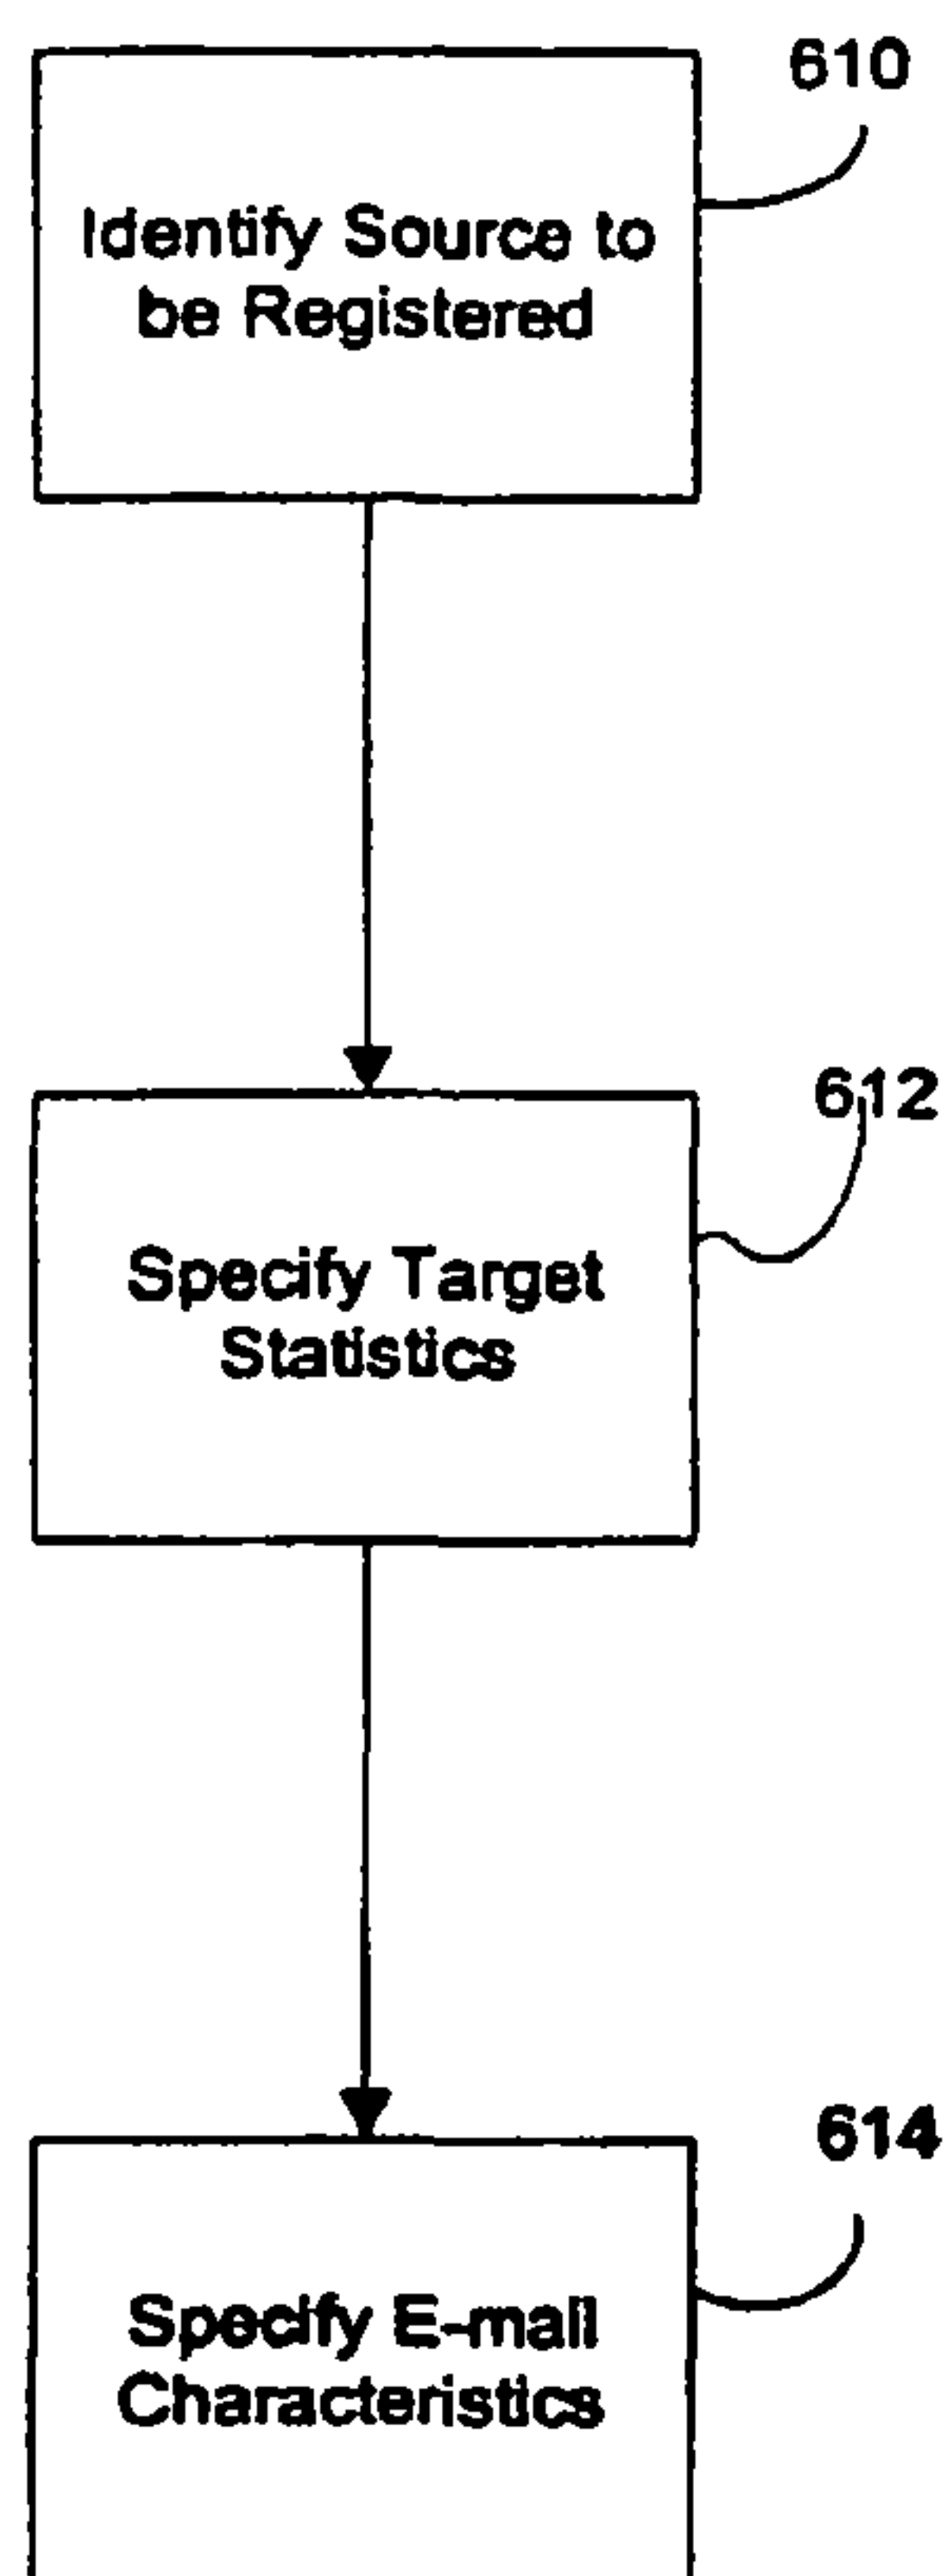 610
Identify Source to
be Registered
612
Specify Target
Statistics
614
Specify E-mail
Characteristics